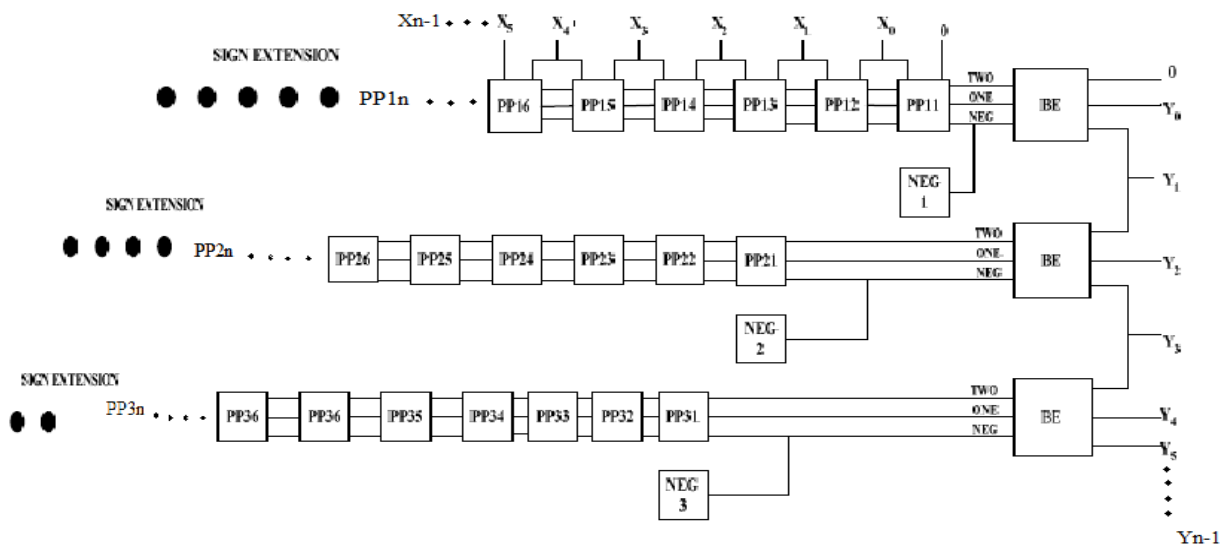 Xn-1 X5 X4 X3 X2 X1 X0 0
SIGN EXTENSION
PP1n PP16 PP15 PP14 PP13 PP12 PP11 TWO ONE NEG BE 0 Y0
NEG 1
Y1
SIGN EXTENSION
PP2n PP26 PP25 PP24 PP23 PP22 PP21 TWO ONE NEG BE Y2
NEG 2
Y3
SIGN EXTENSION
PP3n PP36 PP36 PP35 PP34 PP33 PP32 PP31 TWO ONE NEG BE Y4
Y5
NEG 3
Yn-1